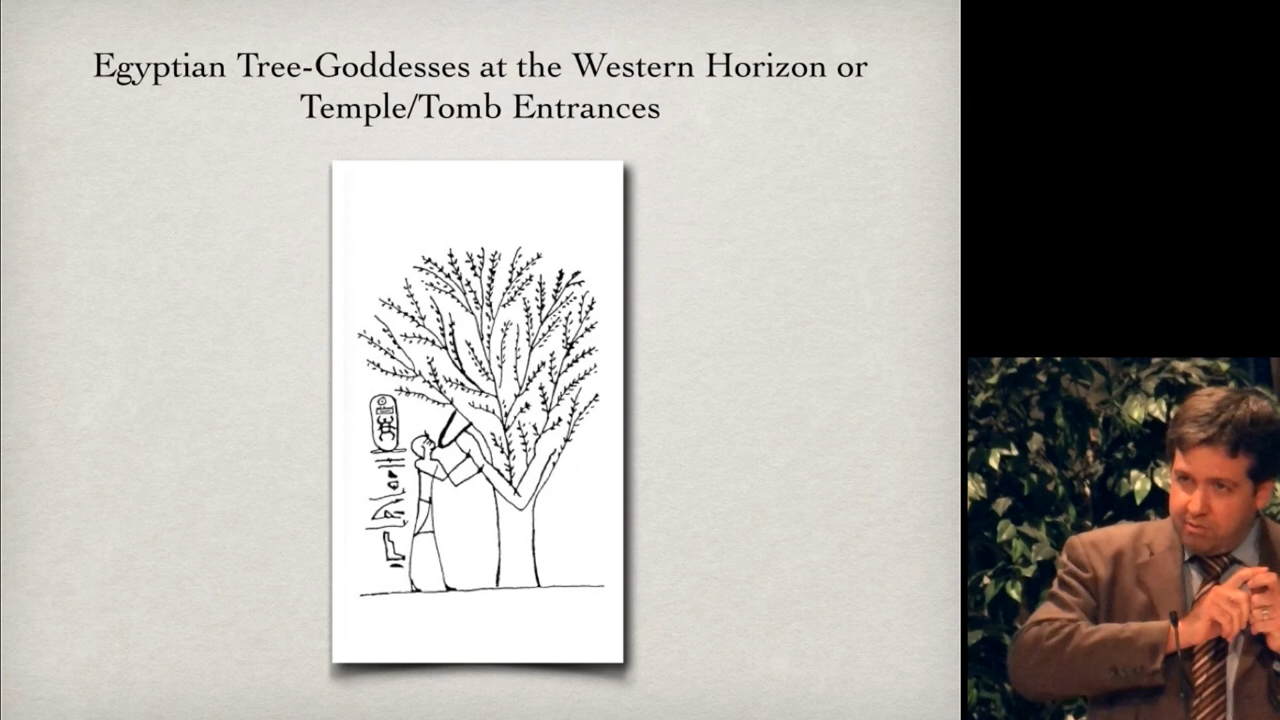 Egyptian Tree-Goddesses at the Western Horizon or
Temple/Tomb Entrances